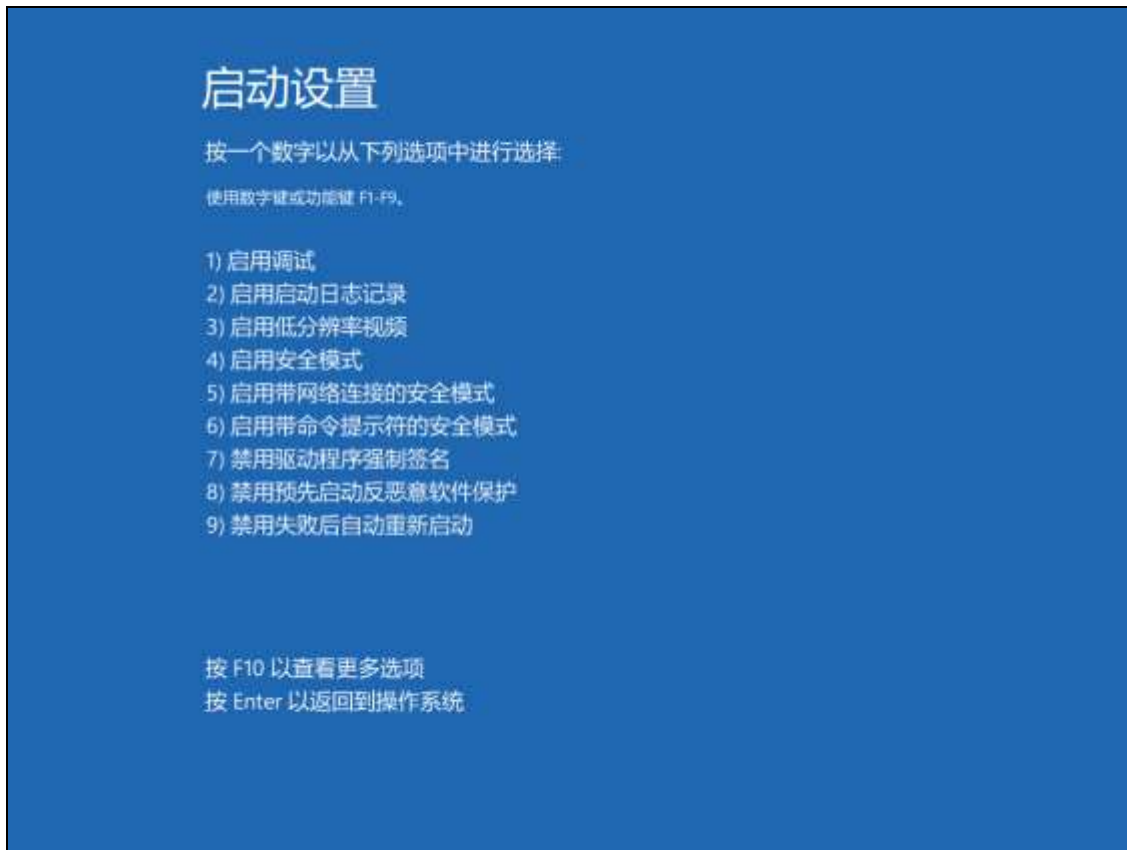 启动设置
按一个数字以从下列选项中进行选择:
使用数字键或功能键 F1-F9。
1) 启用调试
2) 启用启动日志记录
3) 启用低分辨率视频
4) 启用安全模式
5) 启用带网络连接的安全模式
6) 启用带命令提示符的安全模式
7) 禁用驱动程序强制签名
8) 禁用预先启动反恶意软件保护
9) 禁用失败后自动重新启动
按 F10 以查看更多选项
按 Enter 以返回到操作系统